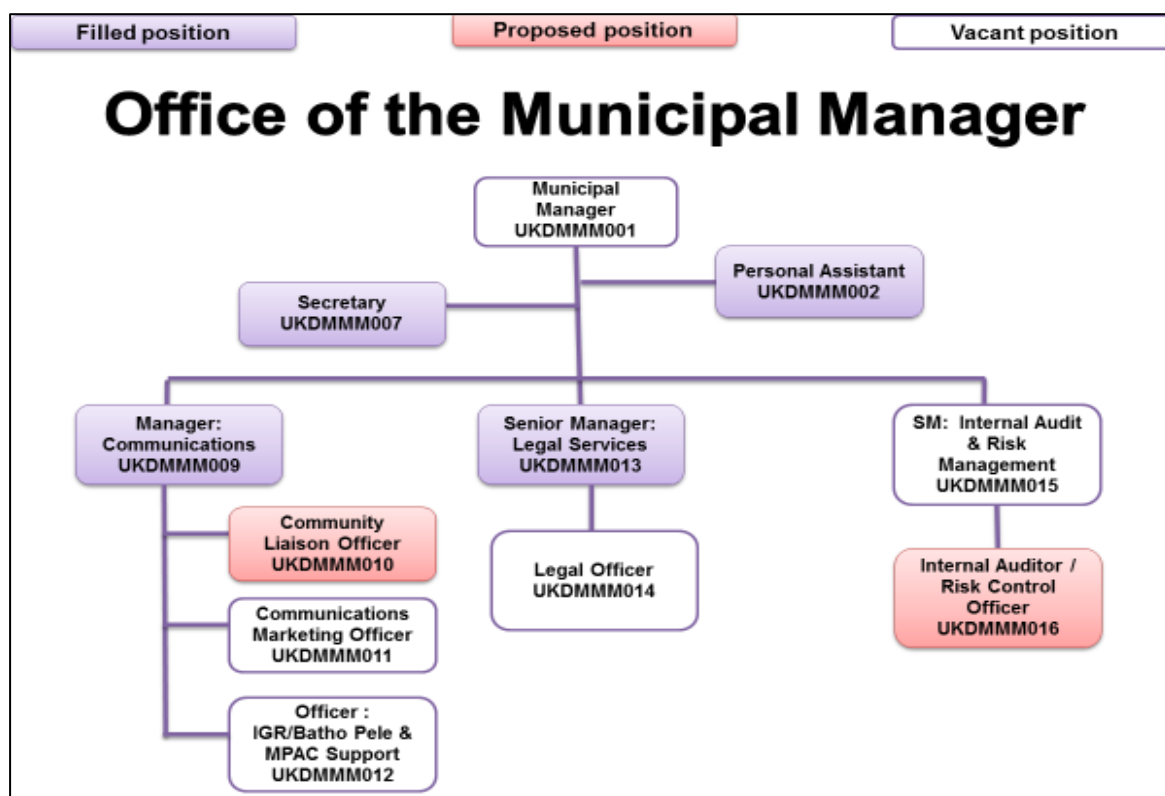 Filled position
Proposed position
Vacant position
Office of the Municipal Manager
Municipal
Manager
UKDMMM001
Personal Assistant
UKDMMM002
Secretary
UKDMMM007
Manager:
Communications
UKDMMM009
Senior Manager:
Legal Services
UKDMMM013
SM: Internal Audit
& Risk
Management
UKDMMM015
Community
Liaison Officer
UKDMMM010
Legal Officer
UKDMMM014
Internal Auditor /
Risk Control
Officer
UKDMMM016
Communications
Marketing Officer
UKDMMM011
Officer :
IGR/Batho Pele &
MPAC Support
UKDMMM012